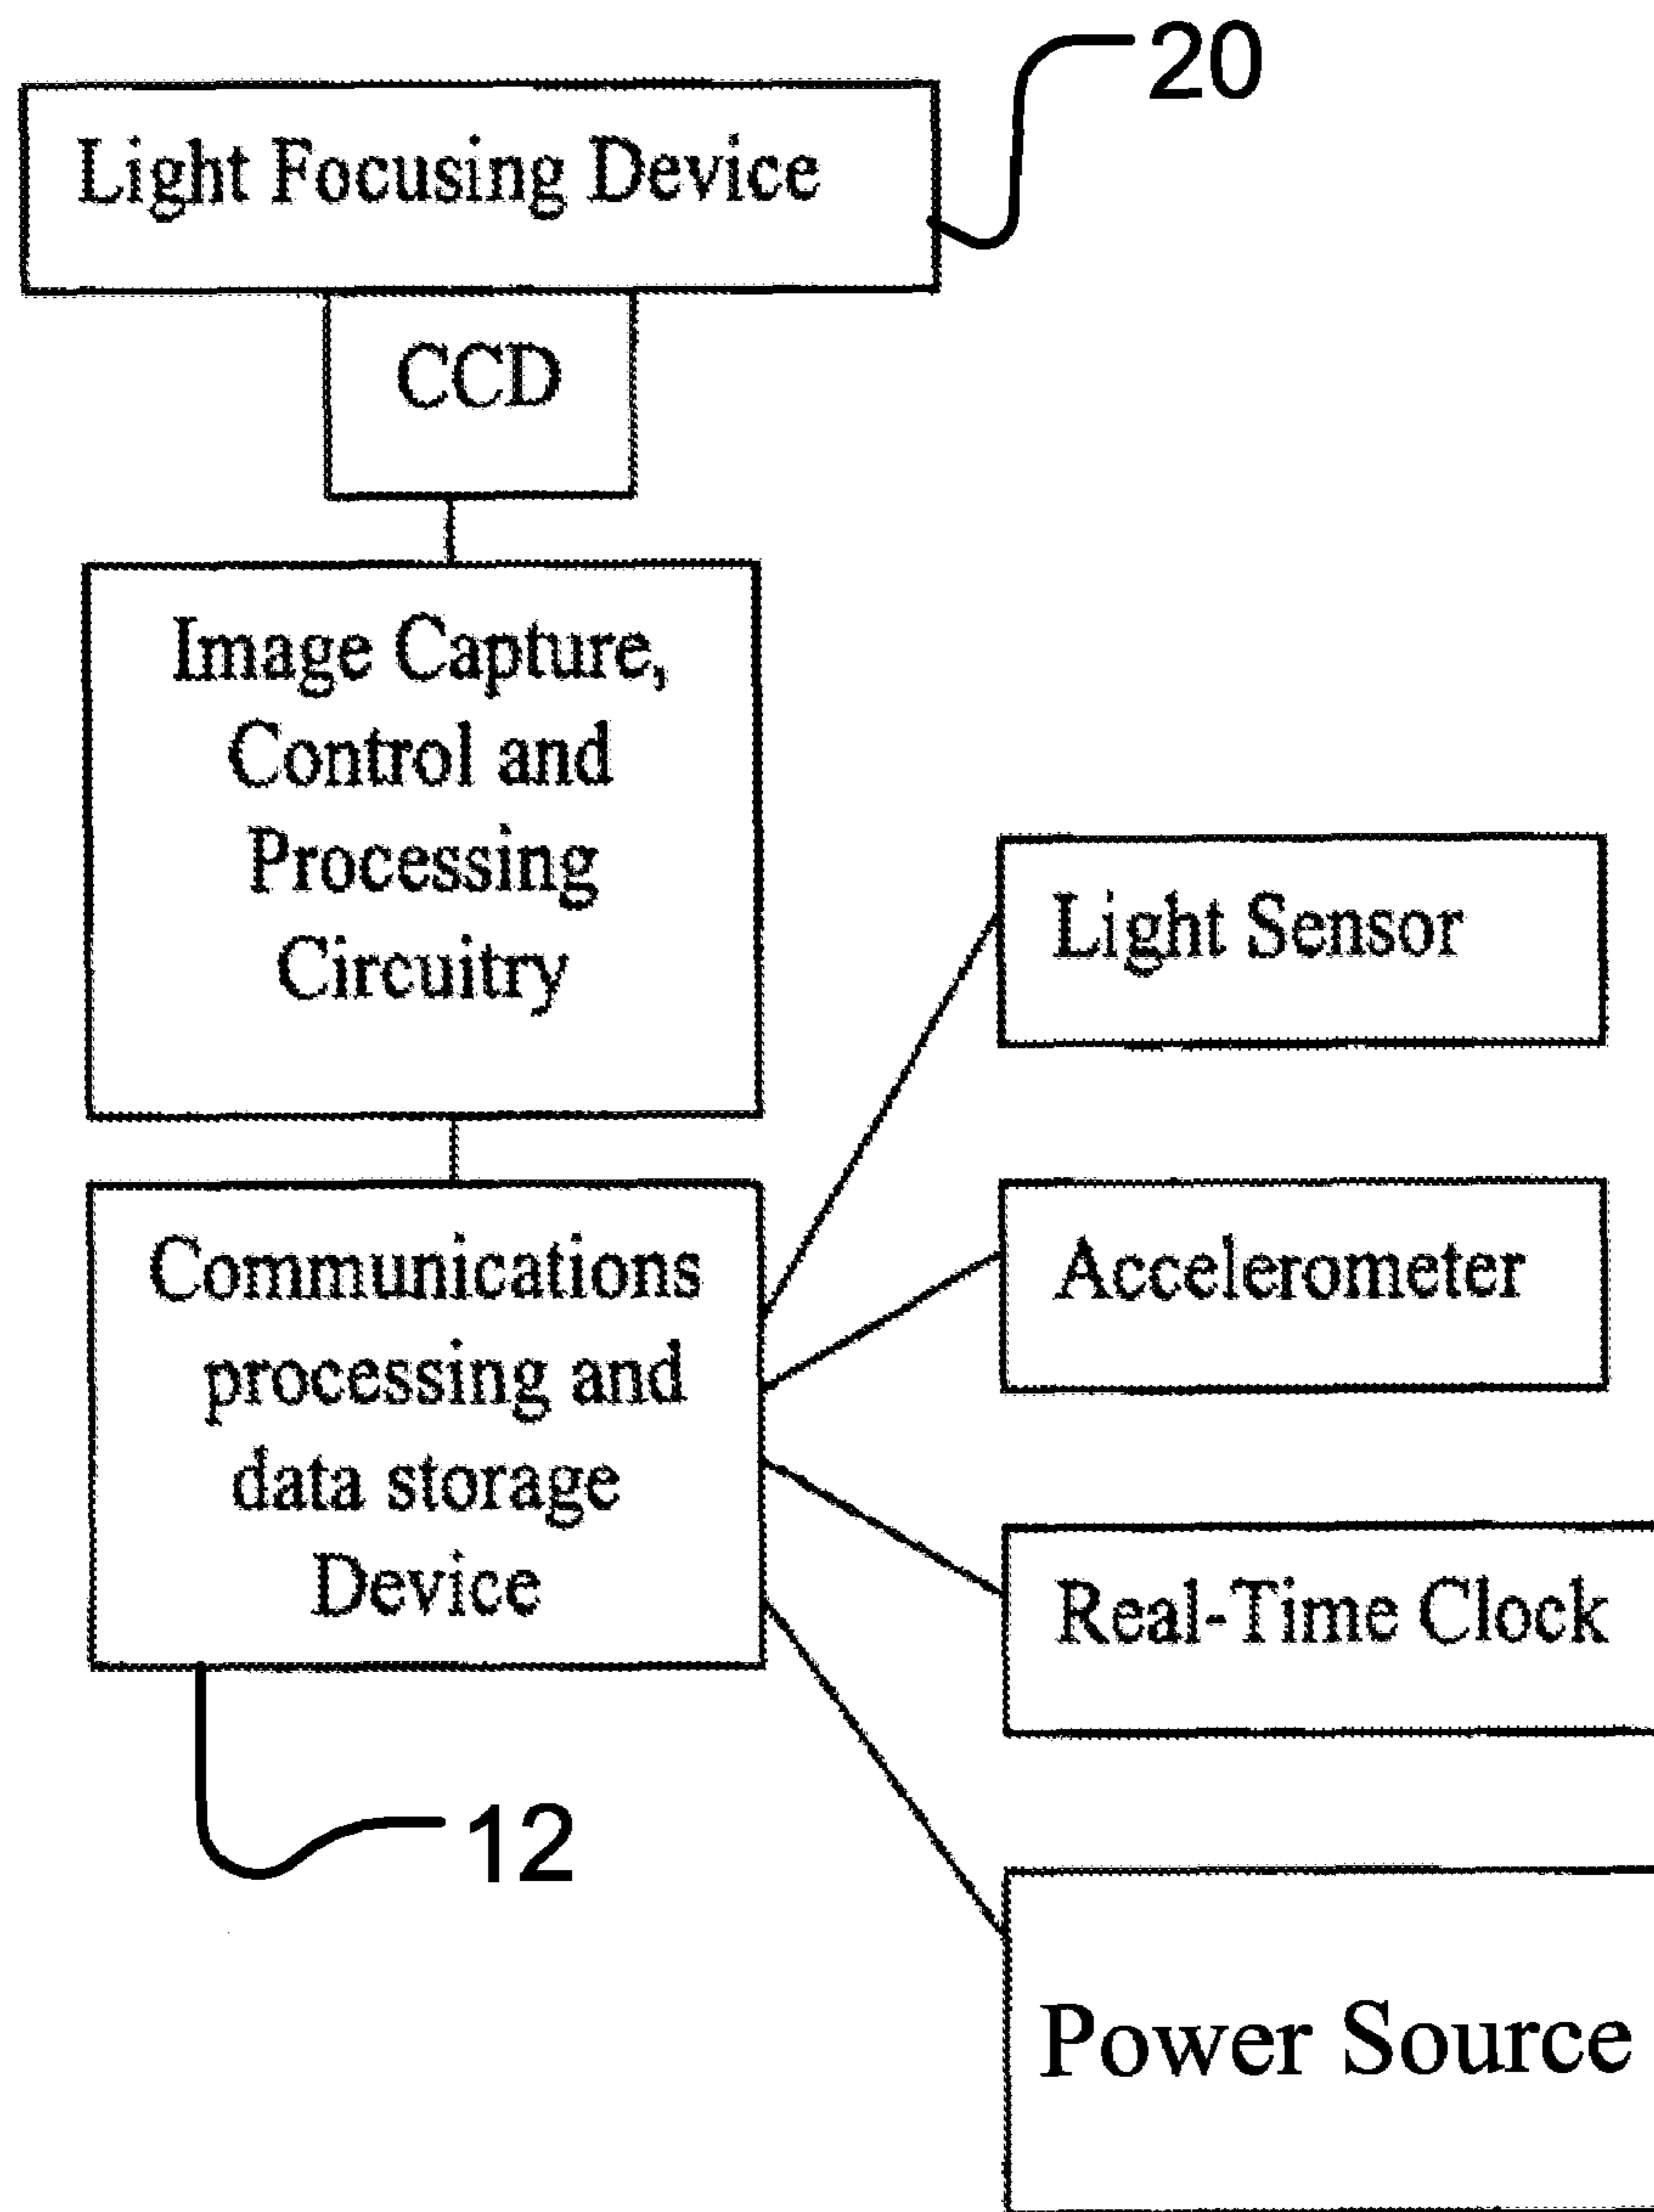 20
Light Focusing Device
CCD
Image Capture,
Control and
Processing
Circuitry
Light Sensor
Communications
processing and
data storage
Device
Accelerometer
Real-Time Clock
12
Power Source